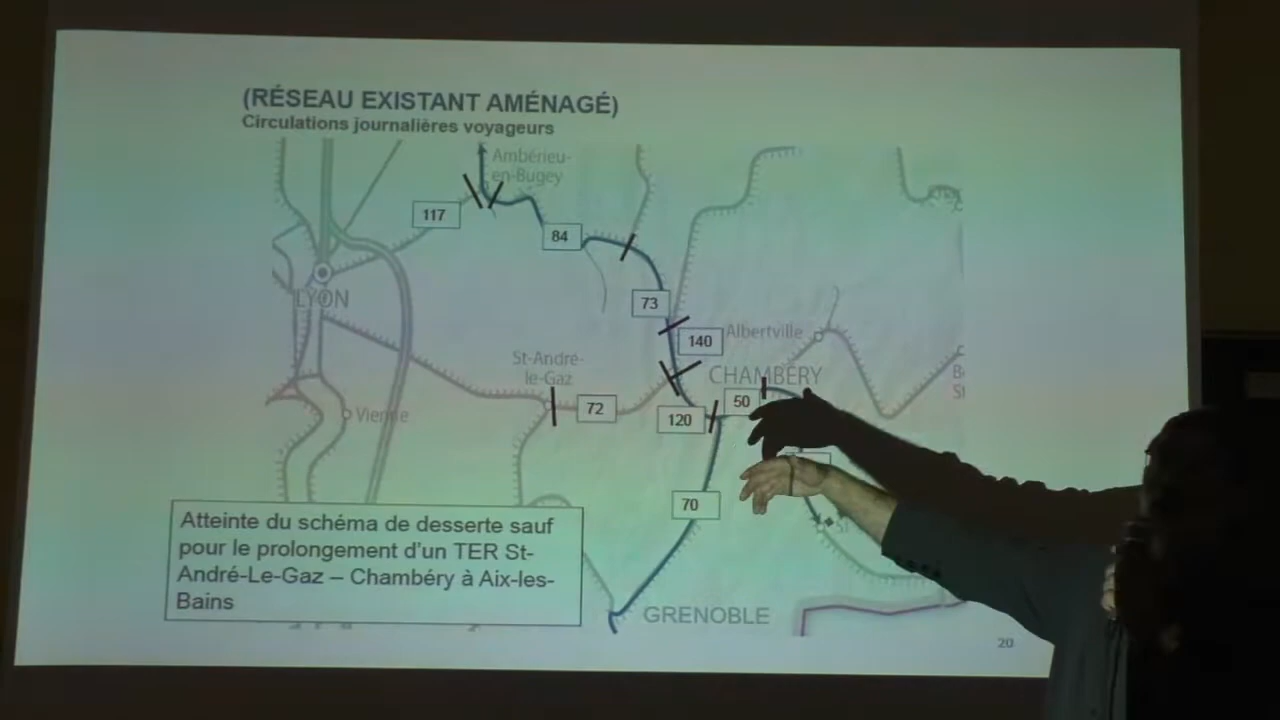 (RÉSEAU EXISTANT AMÉNAGÉ)
Circulations journalières voyageurs
Ambérieu-
en-Bugey
117
84
LYON
73
140
Albertville
St-André-
le-Gaz
CHAMBÉRY
B
St
72
50
120
Vienne
70
St
Atteinte du schéma de desserte sauf
pour le prolongement d'un TER St-
André-Le-Gaz – Chambéry à Aix-les-
Bains
GRENOBLE
20